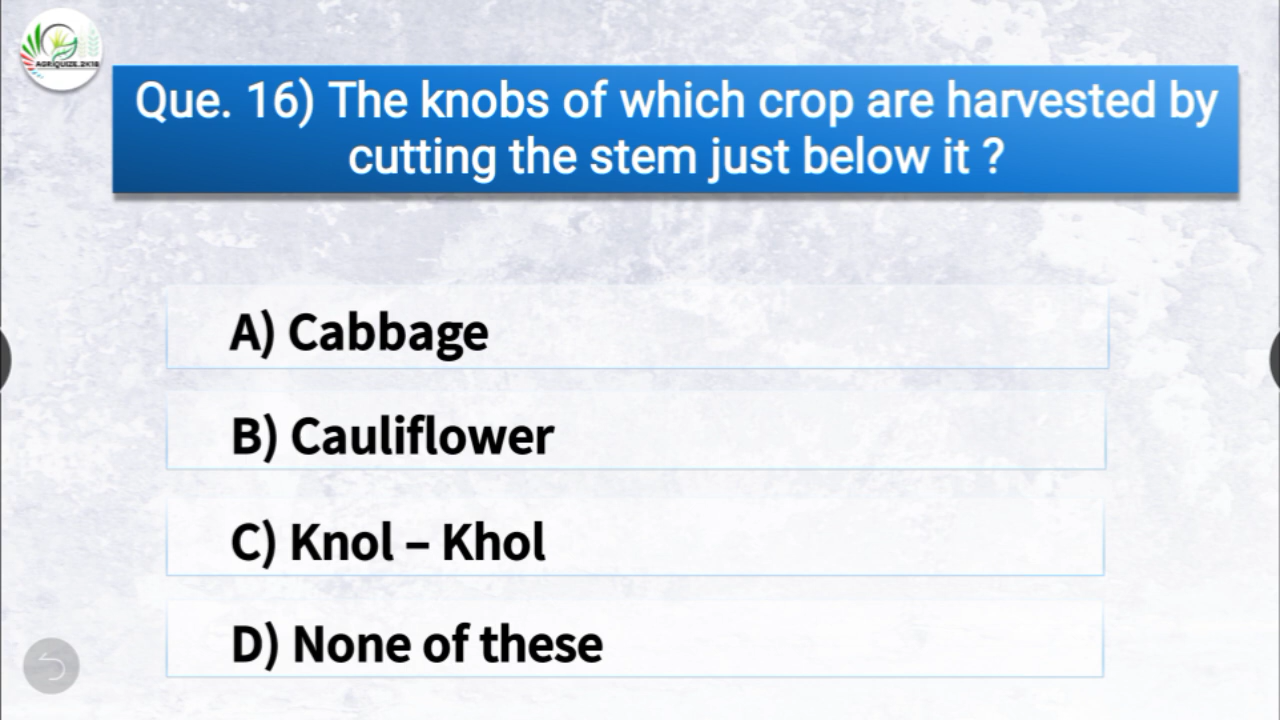 AGRIQUIZE.2K18
Que. 16) The knobs of which crop are harvested by
cutting the stem just below it ?
A) Cabbage
B) Cauliflower
C) Knol – Khol
D) None of these